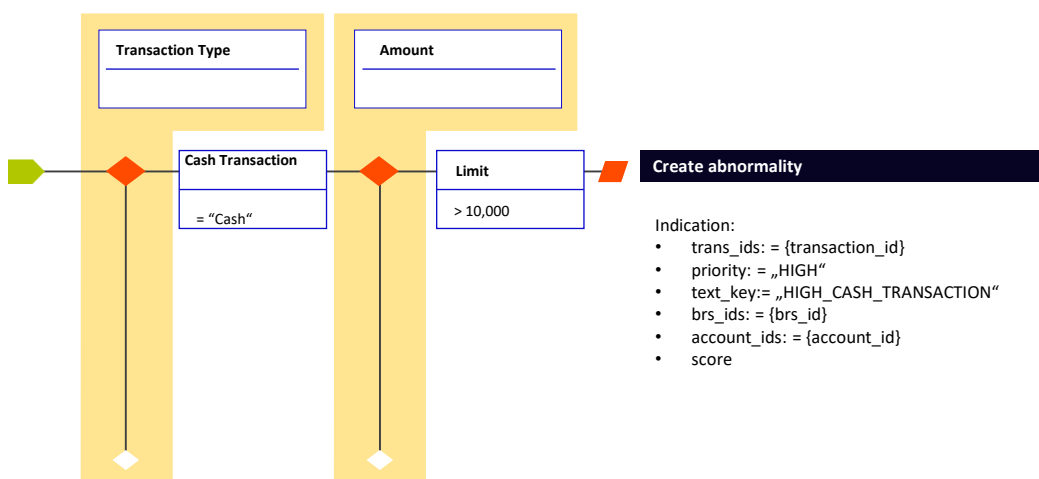 Transaction Type
Amount
Cash Transaction
= “Cash“
Limit
> 10,000
Create abnormality
Indication:
• trans_ids: = {transaction_id}
• priority: = „HIGH“
• text_key:= „HIGH_CASH_TRANSACTION“
• brs_ids: = {brs_id}
• account_ids: = {account_id}
• score